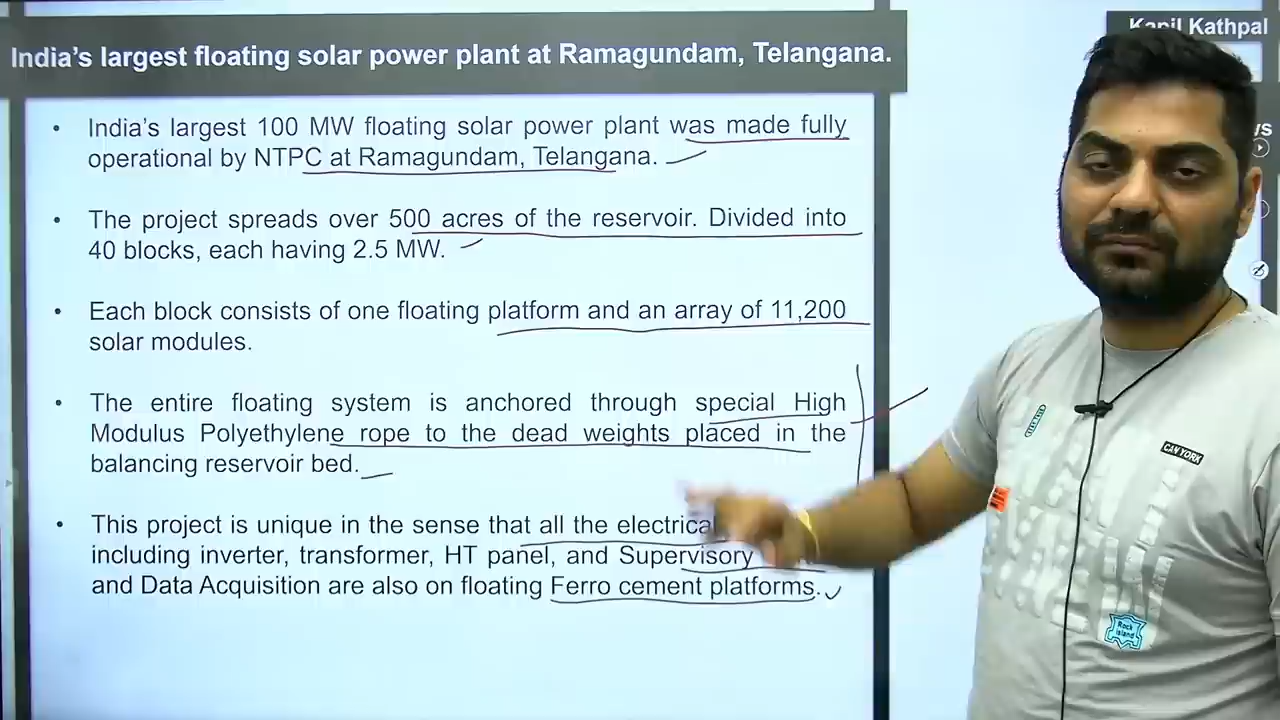 Kapil Kathpal
India's largest floating solar power plant at Ramagundam, Telangana.
• India's largest 100 MW floating solar power plant was made fully
operational by NTPC at Ramagundam, Telangana.
• The project spreads over 500 acres of the reservoir. Divided into
40 blocks, each having 2.5 MW.
• Each block consists of one floating platform and an array of 11,200
solar modules.
• The entire floating system is anchored through special High
Modulus Polyethylene rope to the dead weights placed in the
balancing reservoir bed.
• This project is unique in the sense that all the electrical
including inverter, transformer, HT panel, and Supervisory
and Data Acquisition are also on floating Ferro cement platforms.
CAN YORK
Rock
Island